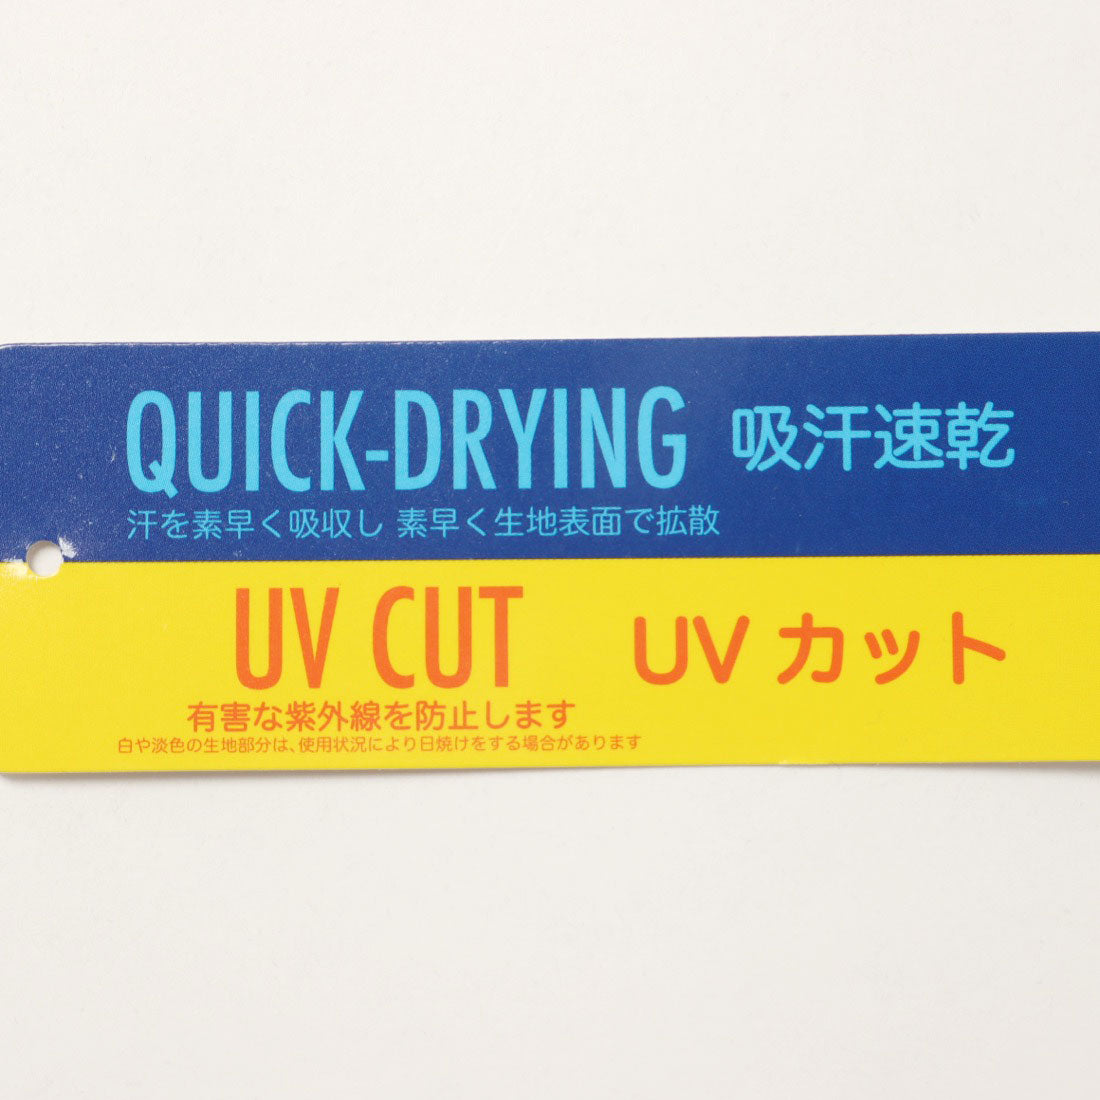 QUICK-DRYING 吸汗速乾
汗を素早く吸収し 素早く生地表面で拡散
UV CUT UV カット
有害な紫外線を防止します
白や淡色の生地部分は、使用状況により日焼けをする場合があります